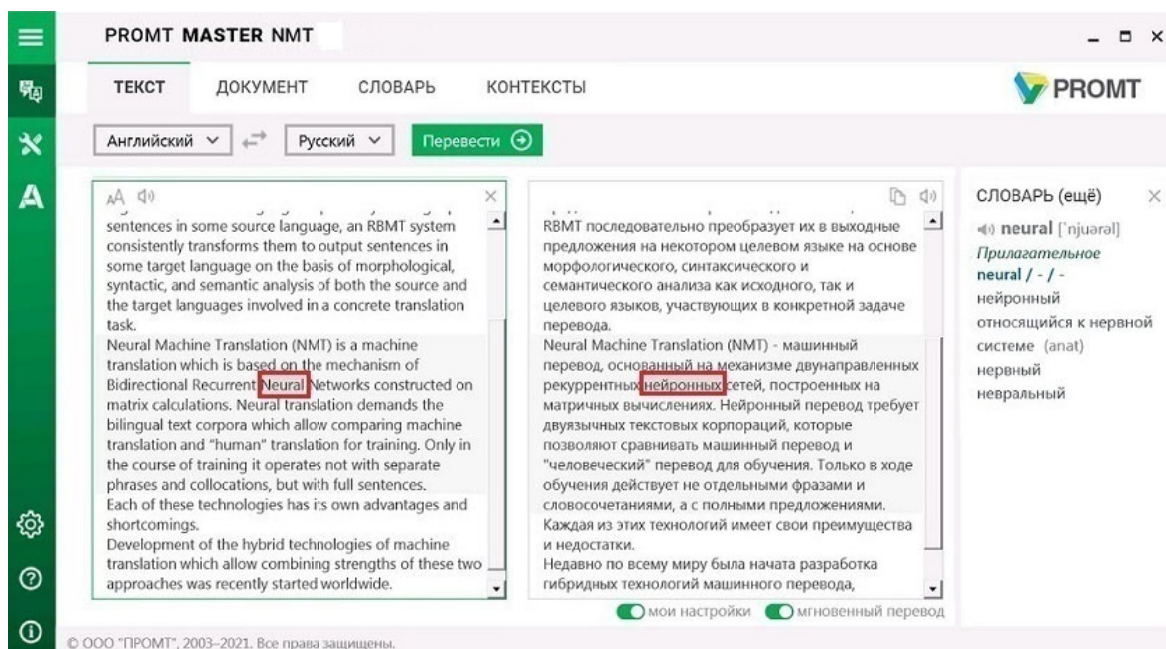 PROMT MASTER NMT
ТЕКСТ ДОКУМЕНТ СЛОВАРЬ КОНТЕКСТЫ
PROMT
Английский Русский Перевести
sentences in some source language, an RBMT system
consistently transforms them to output sentences in
some target language on the basis of morphological,
syntactic, and semantic analysis of both the source and
the target languages involved in a concrete translation
task.
Neural Machine Translation (NMT) is a machine
translation which is based on the mechanism of
Bidirectional Recurrent Neural Networks constructed on
matrix calculations. Neural translation demands the
bilingual text corpora which allow comparing machine
translation and "human" translation for training. Only in
the course of training it operates not with separate
phrases and collocations, but with full sentences.
Each of these technologies has its own advantages and
shortcomings.
Development of the hybrid technologies of machine
translation which allow combining strengths of these two
approaches was recently started worldwide.
RBMT последовательно преобразует их в выходные
предложения на некотором целевом языке на основе
морфологического, синтаксического и
семантического анализа как исходного, так и
целевого языков, участвующих в конкретной задаче
перевода.
Neural Machine Translation (NMT) - машинный
перевод, основанный на механизме двунаправленных
рекуррентных нейронных сетей, построенных на
матричных вычислениях. Нейронный перевод требует
двуязычных текстовых корпораций, которые
позволяют сравнивать машинный перевод и
"человеческий" перевод для обучения. Только в ходе
обучения действует не отдельными фразами и
словосочетаниями, а с полными предложениями.
Каждая из этих технологий имеет свои преимущества
и недостатки.
Недавно по всему миру была начата разработка
гибридных технологий машинного перевода,
СЛОВАРЬ (ещё)
neural [ˈnjuərəl]
Прилагательное
neural / - / -
нейронный
относящийся к нервной
системе (anat)
нервный
невральный
мои настройки мгновенный перевод
© ООО "ПРОМТ", 2003–2021. Все права защищены.